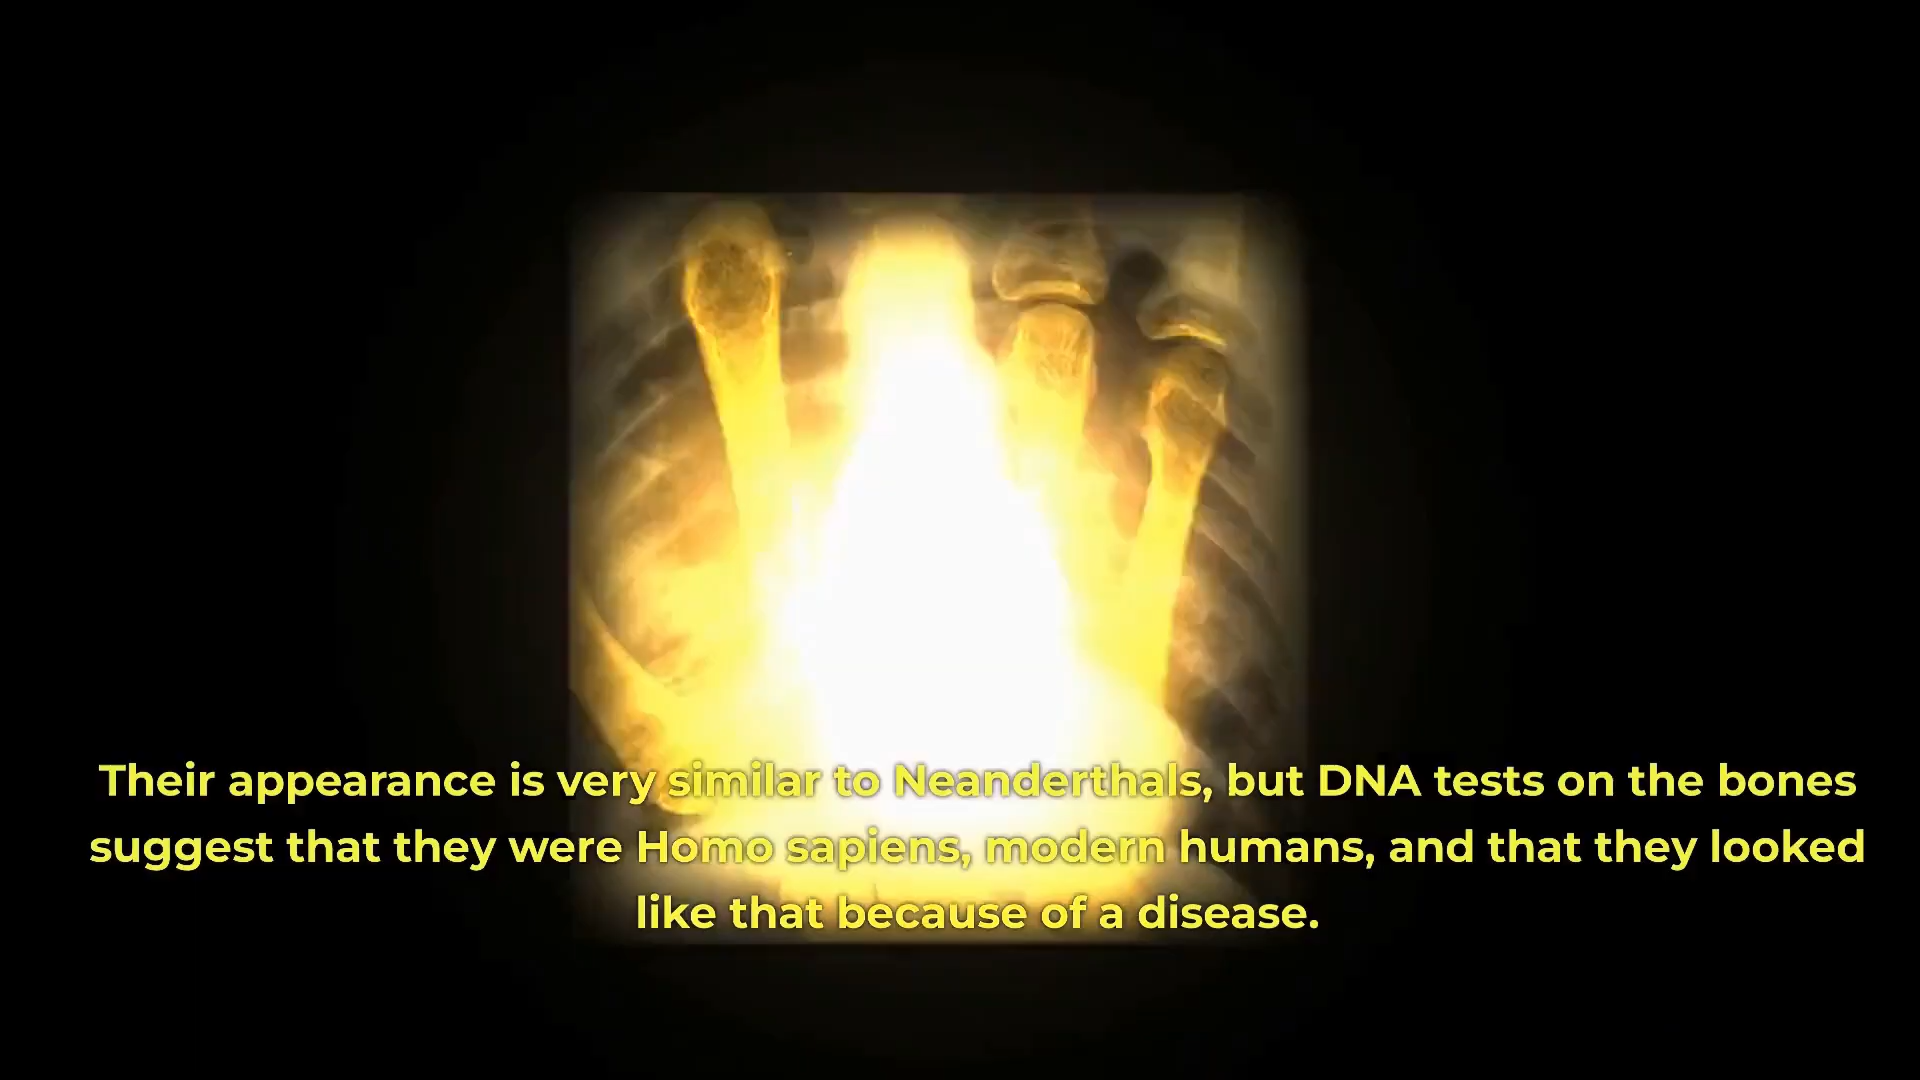 Their appearance is very similar to Neanderthals, but DNA tests on the bones
suggest that they were Homo sapiens, modern humans, and that they looked
like that because of a disease.